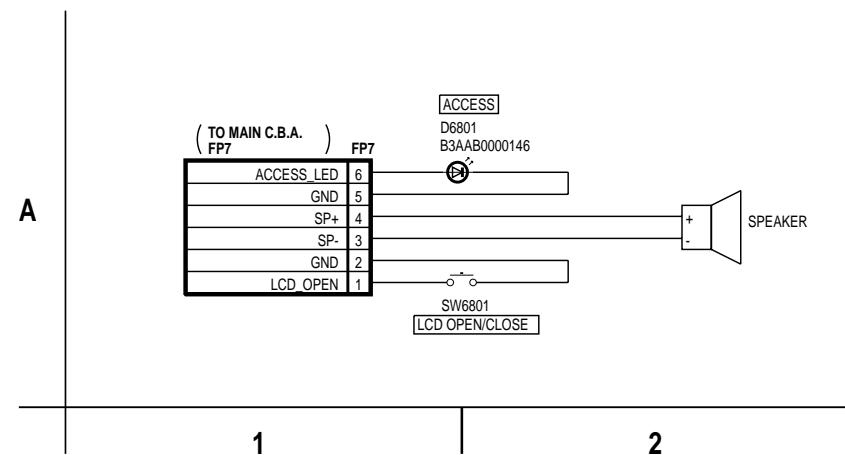 ACCESS
D6801
B3AAB0000146
( TO MAIN C.B.A. )
FP7
FP7
ACCESS_LED 6
GND 5
SP+ 4
SP- 3
GND 2
LCD_OPEN 1
+
-
SPEAKER
SW6801
LCD OPEN/CLOSE
A
1
2